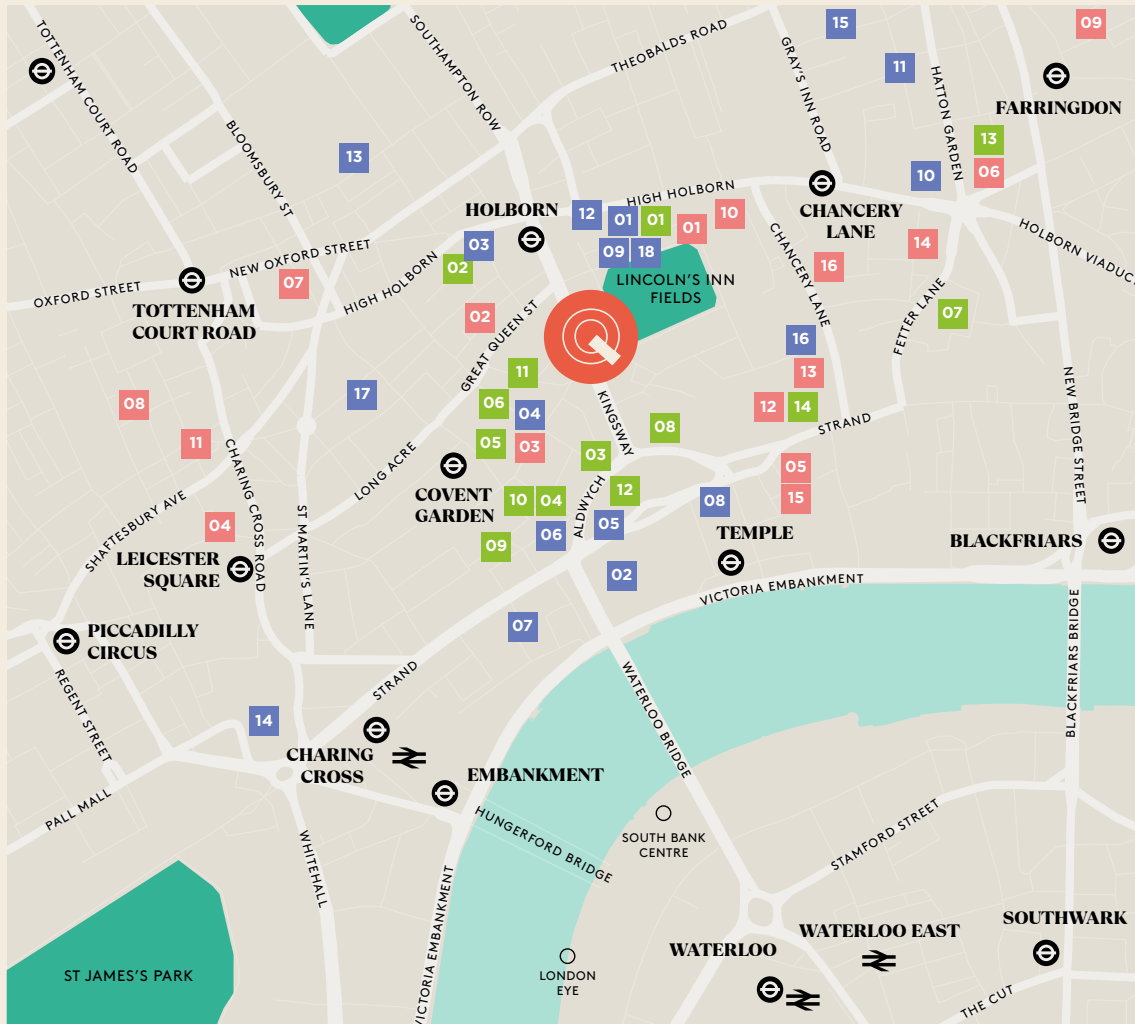 TOTTENHAM COURT ROAD
SOUTHAMPTON ROW
THEOBALDS ROAD
15
09
GRAY'S INN ROAD
11
HATTON GARDEN
FARRINGDON
BLOOMSBURY ST
13
13
06
10
HIGH HOLBORN
CHANCERY
LANE
HOLBORN
12
01
01
01
10
03
09
18
02
CHANCERY LANE
14
HOLBORN VIADUCT
16
NEW OXFORD STREET
HIGH HOLBORN
07
OXFORD STREET
TOTTENHAM
COURT ROAD
LINCOLN'S INN
FIELDS
02
GREAT QUEEN ST
FETTER LANE
07
16
13
11
08
17
06
04
KINGSWAY
12
14
STRAND
NEW BRIDGE STREET
11
05
03
08
03
CHARING CROSS ROAD
LONG ACRE
COVENT
GARDEN
05
15
10
04
12
ALDWYCH
08
SHAFTESBURY AVE
04
ST MARTIN'S LANE
09
06
05
TEMPLE
BLACKFRIARS
LEICESTER
SQUARE
02
VICTORIA EMBANKMENT
07
PICCADILLY
CIRCUS
STRAND
WATERLOO BRIDGE
BLACKFRIARS BRIDGE
REGENT STREET
14
CHARING
CROSS
EMBANKMENT
PALL MALL
HUNGERFORD BRIDGE
SOUTH BANK
CENTRE
STAMFORD STREET
WHITEHALL
VICTORIA EMBANKMENT
WATERLOO
WATERLOO EAST
SOUTHWARK
ST JAMES'S PARK
LONDON
EYE
THE CUT